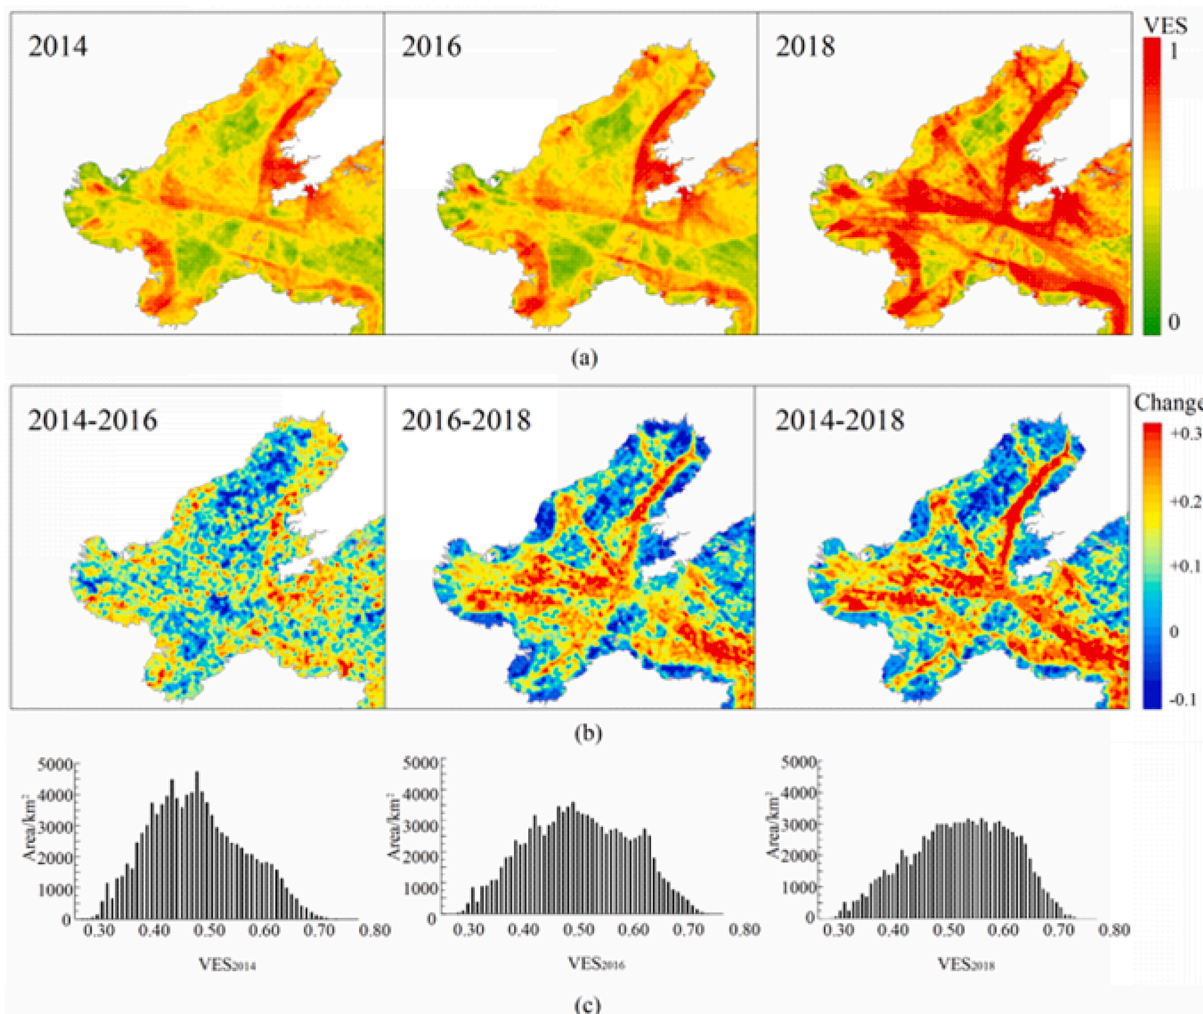 2014 2016 2018 VES
1
0
(a)
2014-2016 2016-2018 2014-2018 Change
+0.3
+0.2
+0.1
0
-0.1
(b)
5000 5000 5000
4000 4000 4000
3000 3000 3000
2000 2000 2000
1000 1000 1000
0 0 0
Area/km² Area/km² Area/km²
0.30 0.40 0.50 0.60 0.70 0.80 0.30 0.40 0.50 0.60 0.70 0.80 0.30 0.40 0.50 0.60 0.70 0.80
VES2014 VES2016 VES2018
(c)